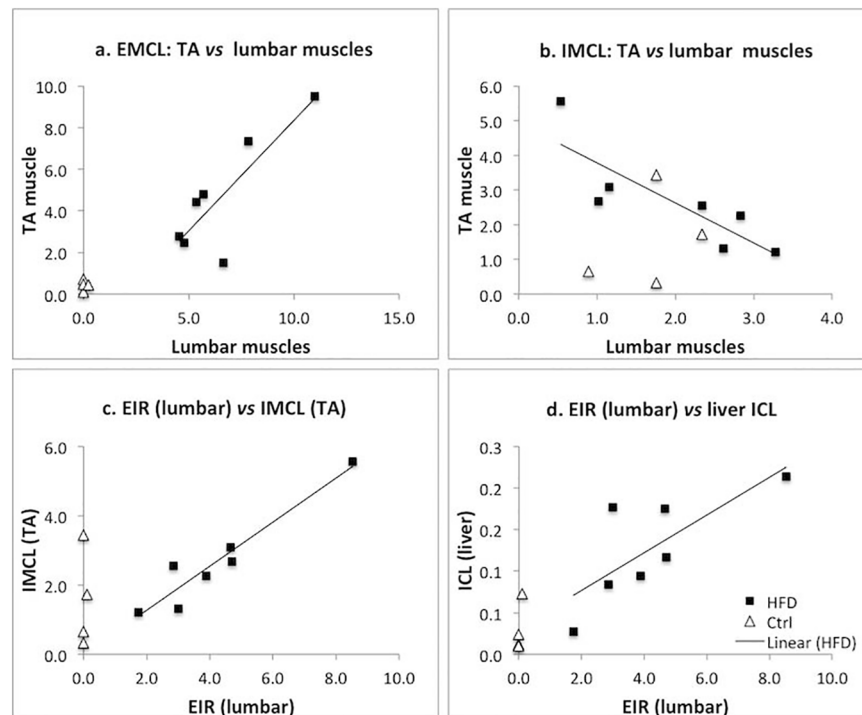 a. EMCL: TA vs lumbar muscles
10.0
8.0
6.0
4.0
2.0
0.0
TA muscle
0.0 5.0 10.0 15.0
Lumbar muscles
b. IMCL: TA vs lumbar muscles
6.0
5.0
4.0
3.0
2.0
1.0
0.0
TA muscle
0.0 1.0 2.0 3.0 4.0
Lumbar muscles
c. EIR (lumbar) vs IMCL (TA)
6.0
4.0
2.0
0.0
IMCL (TA)
0.0 2.0 4.0 6.0 8.0 10.0
EIR (lumbar)
d. EIR (lumbar) vs liver ICL
0.3
0.2
0.2
0.1
0.1
0.0
ICL (liver)
HFD
Ctrl
Linear (HFD)
0.0 2.0 4.0 6.0 8.0 10.0
EIR (lumbar)